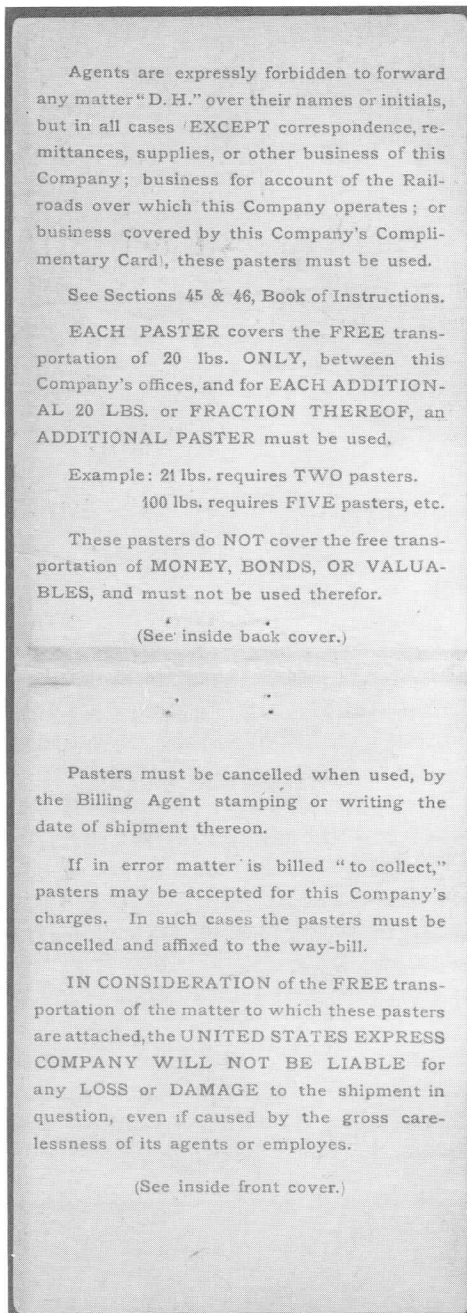 Agents are expressly forbidden to forward
any matter "D. H." over their names or initials,
but in all cases (EXCEPT correspondence, re-
mittances, supplies, or other business of this
Company; business for account of the Rail-
roads over which this Company operates; or
business covered by this Company's Compli-
mentary Card), these pasters must be used.
See Sections 45 & 46, Book of Instructions.
EACH PASTER covers the FREE trans-
portation of 20 lbs. ONLY, between this
Company's offices, and for EACH ADDITION-
AL 20 LBS. or FRACTION THEREOF, an
ADDITIONAL PASTER must be used.
Example: 21 lbs. requires TWO pasters.
100 lbs. requires FIVE pasters, etc.
These pasters do NOT cover the free trans-
portation of MONEY, BONDS, OR VALUA-
BLES, and must not be used therefor.
(See inside back cover.)
Pasters must be cancelled when used, by
the Billing Agent stamping or writing the
date of shipment thereon.
If in error matter is billed "to collect,"
pasters may be accepted for this Company's
charges. In such cases the pasters must be
cancelled and affixed to the way-bill.
IN CONSIDERATION of the FREE trans-
portation of the matter to which these pasters
are attached, the UNITED STATES EXPRESS
COMPANY WILL NOT BE LIABLE for
any LOSS or DAMAGE to the shipment in
question, even if caused by the gross care-
lessness of its agents or employes.
(See inside front cover.)